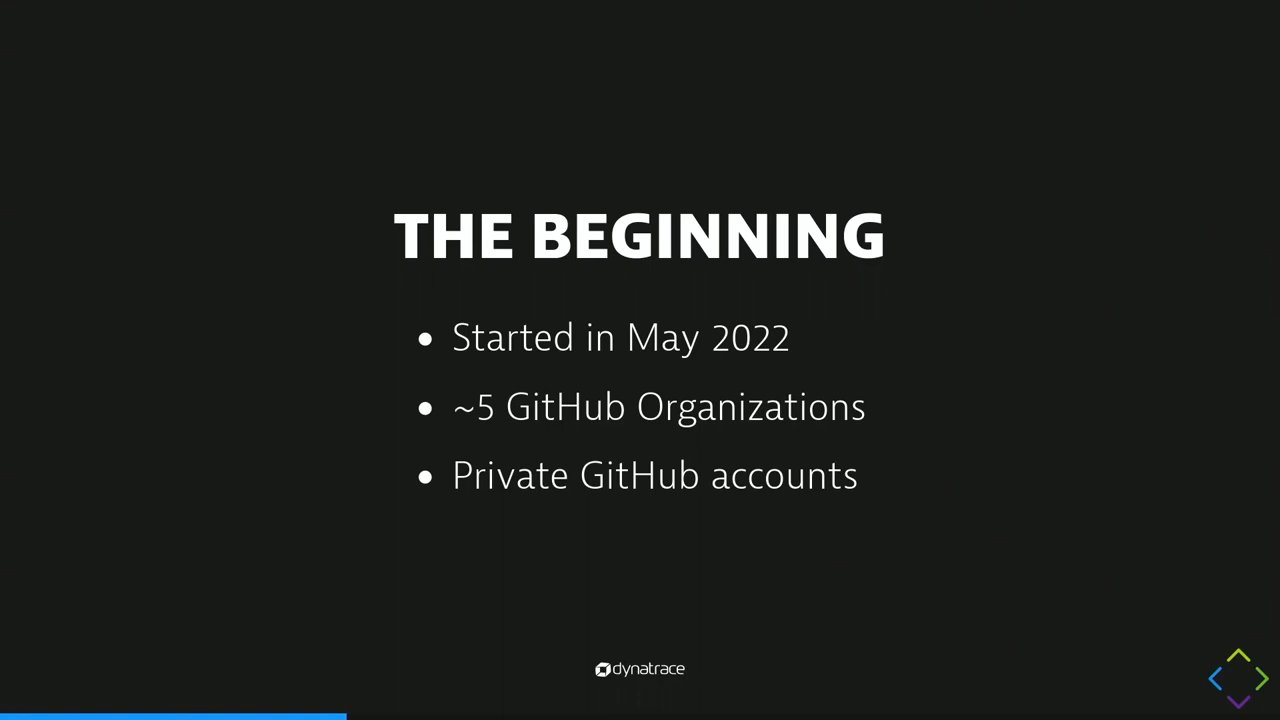 THE BEGINNING
Started in May 2022
~5 GitHub Organizations
Private GitHub accounts
dynatrace